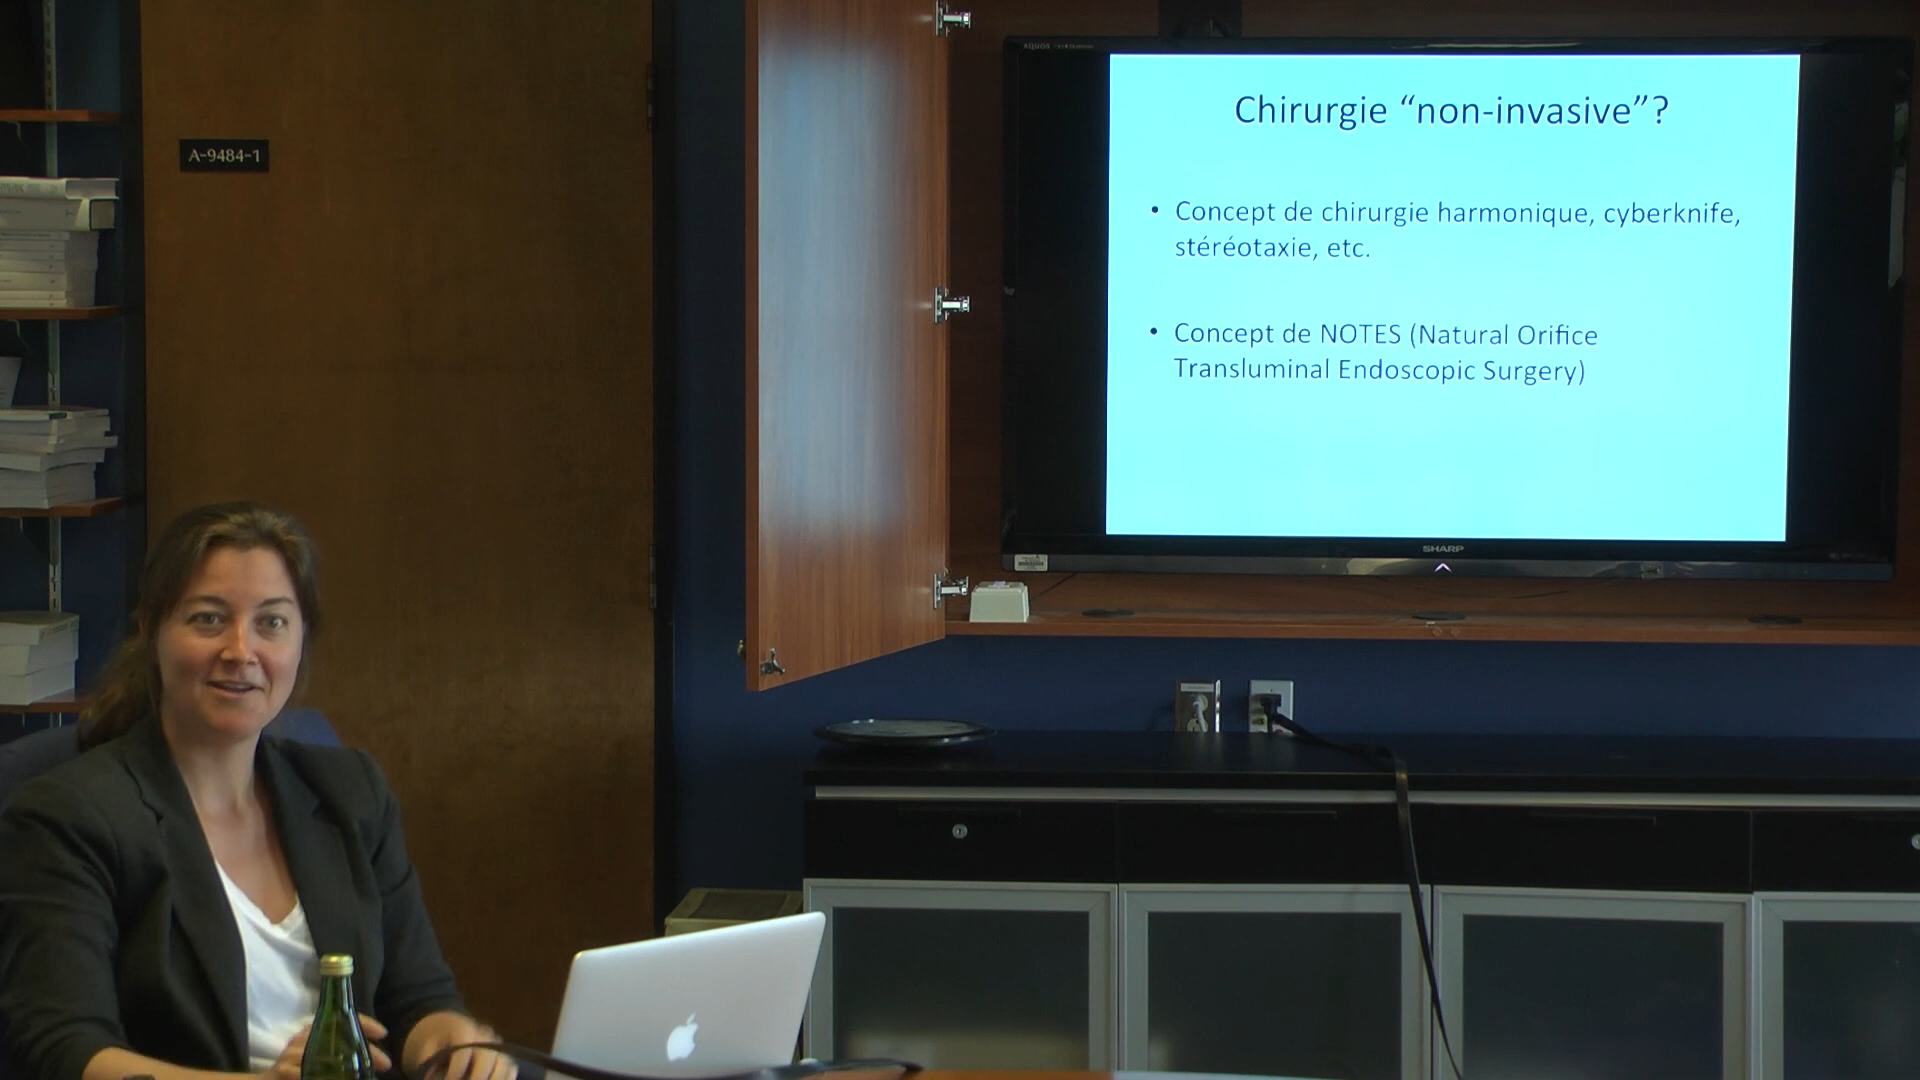 A-9484-1
AQUOS
Chirurgie “non-invasive”?
• Concept de chirurgie harmonique, cyberknife,
stéréotaxie, etc.
• Concept de NOTES (Natural Orifice
Transluminal Endoscopic Surgery)
SHARP